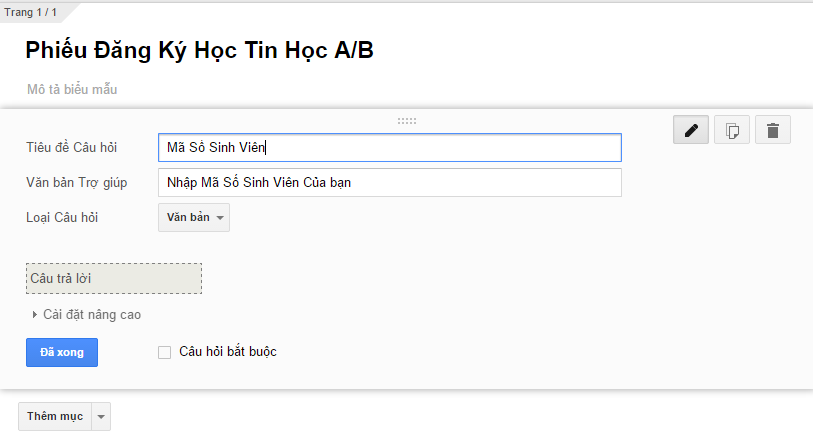 Trang 1 / 1
Phiếu Đăng Ký Học Tin Học A/B
Mô tả biểu mẫu
Tiêu đề Câu hỏi
Mã Số Sinh Viên
Văn bản Trợ giúp
Nhập Mã Số Sinh Viên Của bạn
Loại Câu hỏi
Văn bản
Câu trả lời
Cài đặt nâng cao
Đã xong
Câu hỏi bắt buộc
Thêm mục